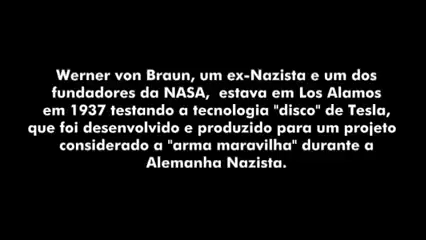 Werner von Braun, um ex-Nazista e um dos
fundadores da NASA, estava em Los Alamos
em 1937 testando a tecnologia "disco" de Tesla,
que foi desenvolvido e produzido para um projeto
considerado a "arma maravilha" durante a
Alemanha Nazista.